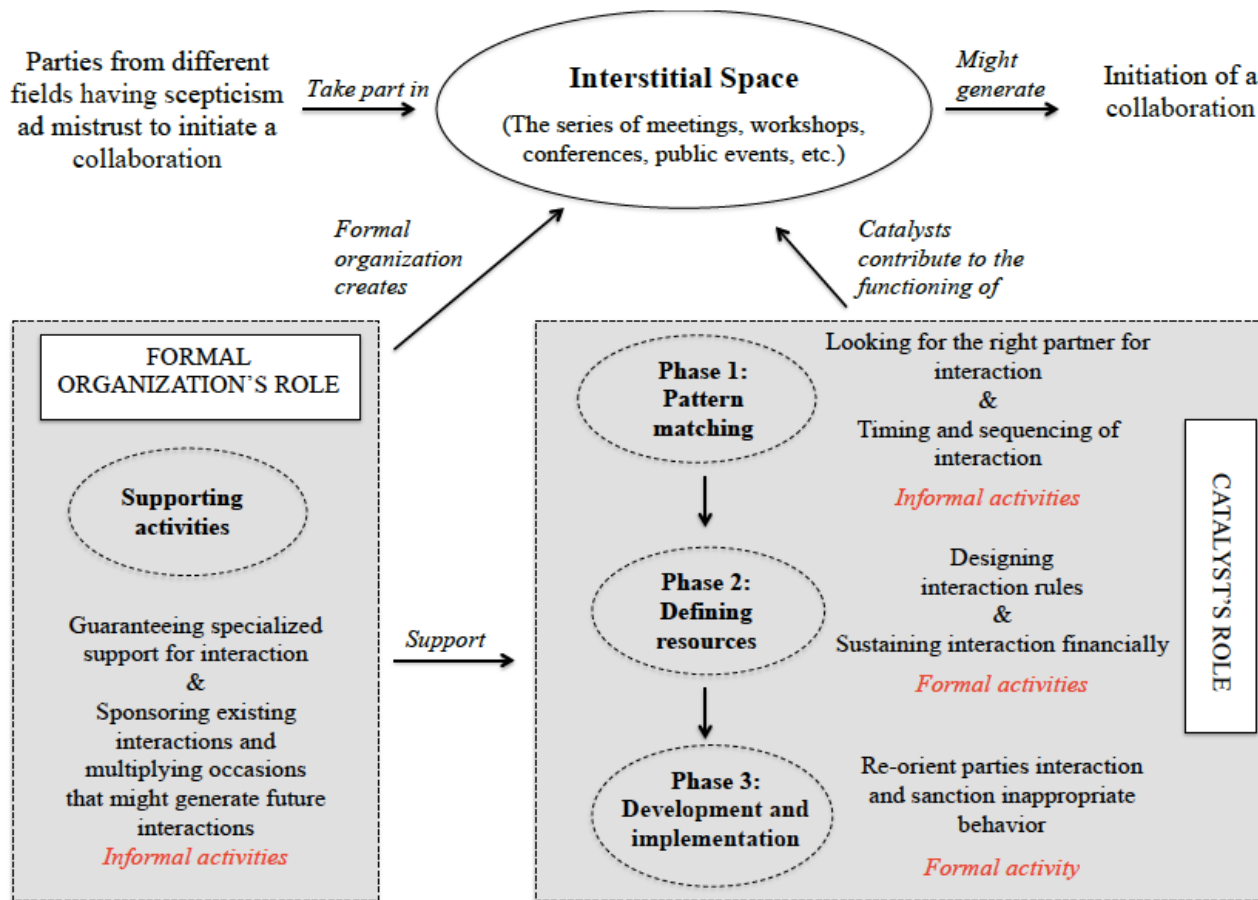 Parties from different
fields having scepticism
ad mistrust to initiate a
collaboration
Take part in
Interstitial Space
(The series of meetings, workshops,
conferences, public events, etc.)
Might
generate
Initiation of a
collaboration
Formal
organization
creates
Catalysts
contribute to the
functioning of
FORMAL
ORGANIZATION'S ROLE
Supporting
activities
Guaranteeing specialized
support for interaction
&
Sponsoring existing
interactions and
multiplying occasions
that might generate future
interactions
Informal activities
Support
Phase 1:
Pattern
matching
Looking for the right partner for
interaction
&
Timing and sequencing of
interaction
Informal activities
Phase 2:
Defining
resources
Designing
interaction rules
&
Sustaining interaction financially
Formal activities
Phase 3:
Development and
implementation
Re-orient parties interaction
and sanction inappropriate
behavior
Formal activity
CATALYST'S ROLE